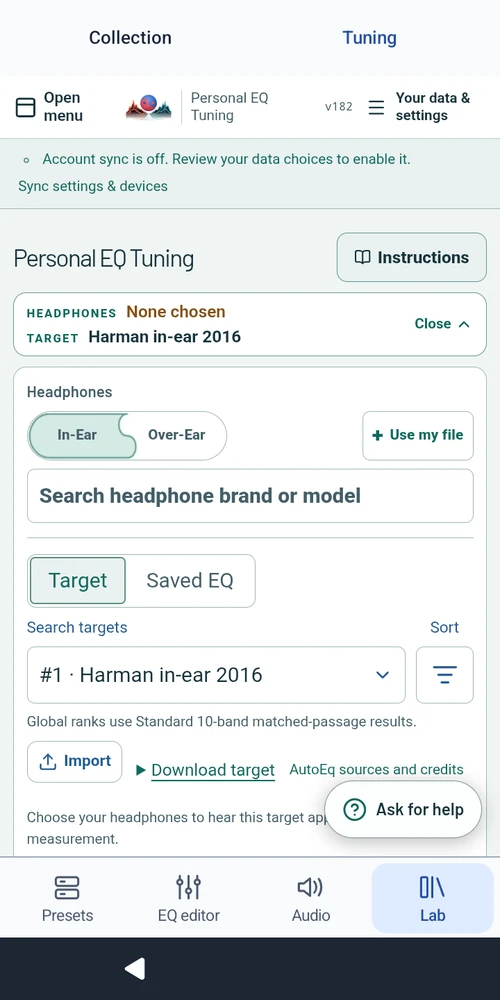 Collection
Tuning
Open menu
Personal EQ Tuning
v182
Your data & settings
Account sync is off. Review your data choices to enable it.
Sync settings & devices
Personal EQ Tuning
Instructions
HEADPHONES None chosen
TARGET Harman in-ear 2016
Close
Headphones
In-Ear
Over-Ear
+ Use my file
Search headphone brand or model
Target
Saved EQ
Search targets
Sort
#1 · Harman in-ear 2016
Global ranks use Standard 10-band matched-passage results.
Import
Download target
AutoEq sources and credits
Choose your headphones to hear this target
measurement.
Ask for help
Presets
EQ editor
Audio
Lab